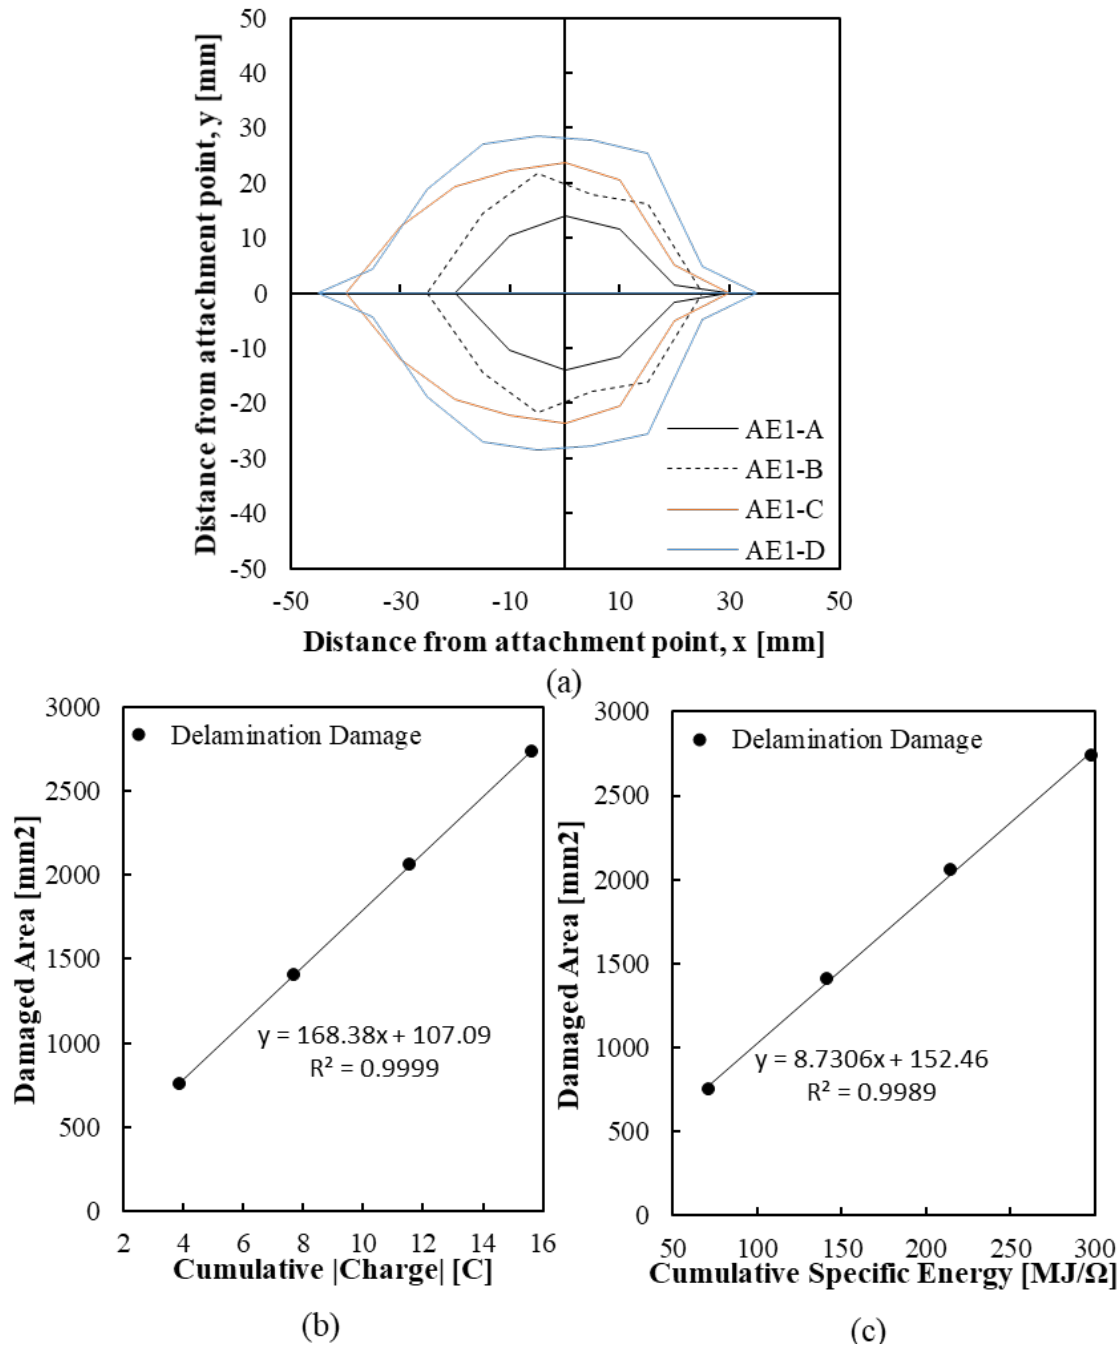 50
40
30
20
10
0
-10
-20
-30
-40
-50
Distance from attachment point, y [mm]
AE1-A
AE1-B
AE1-C
AE1-D
-50 -30 -10 10 30 50
Distance from attachment point, x [mm]
(a)
3000
2500
2000
1500
1000
500
0
Damaged Area [mm2]
Delamination Damage
y = 168.38x + 107.09
R² = 0.9999
2 4 6 8 10 12 14 16
Cumulative |Charge| [C]
(b)
3000
2500
2000
1500
1000
500
0
Damaged Area [mm2]
Delamination Damage
y = 8.7306x + 152.46
R² = 0.9989
50 100 150 200 250 300
Cumulative Specific Energy [MJ/Ω]
(c)